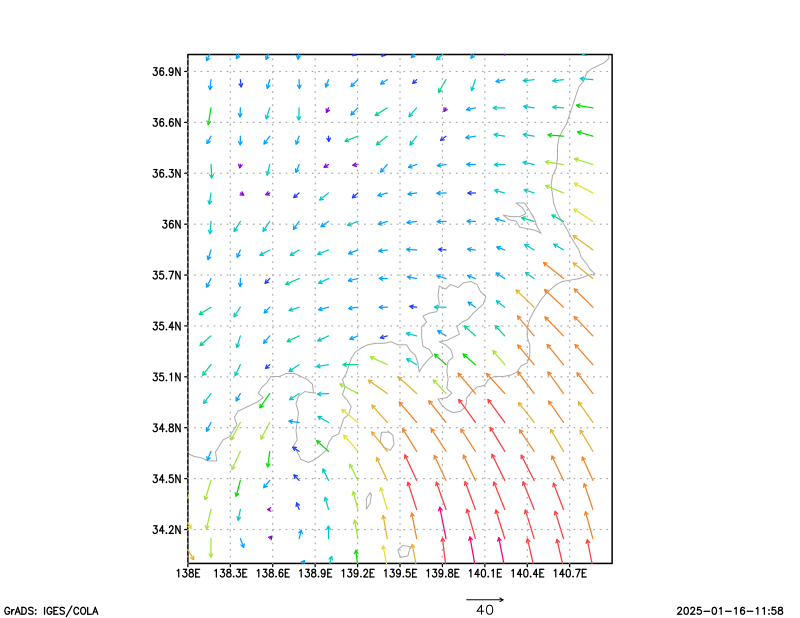 36.9N
36.6N
36.3N
36N
35.7N
35.4N
35.1N
34.8N
34.5N
34.2N
138E 138.3E 138.6E 138.9E 139.2E 139.5E 139.8E 140.1E 140.4E 140.7E
40
GrADS: IGES/COLA 2025-01-16-11:58